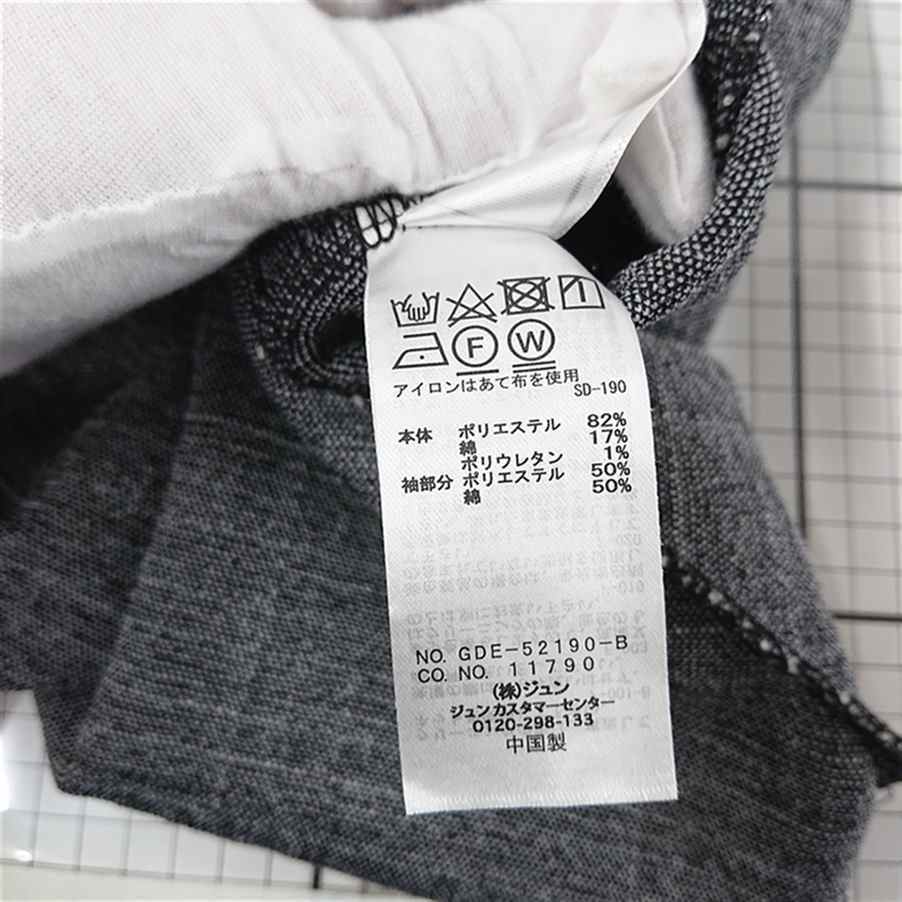 F W
アイロンはあて布を使用
SD-190
本体 ポリエステル 82%
綿 17%
ポリウレタン 1%
袖部分 ポリエステル 50%
綿 50%
NO. GDE-52190-B
CO. NO. 11790
(株)ジュン
ジュンカスタマーセンター
0120-298-133
中国製